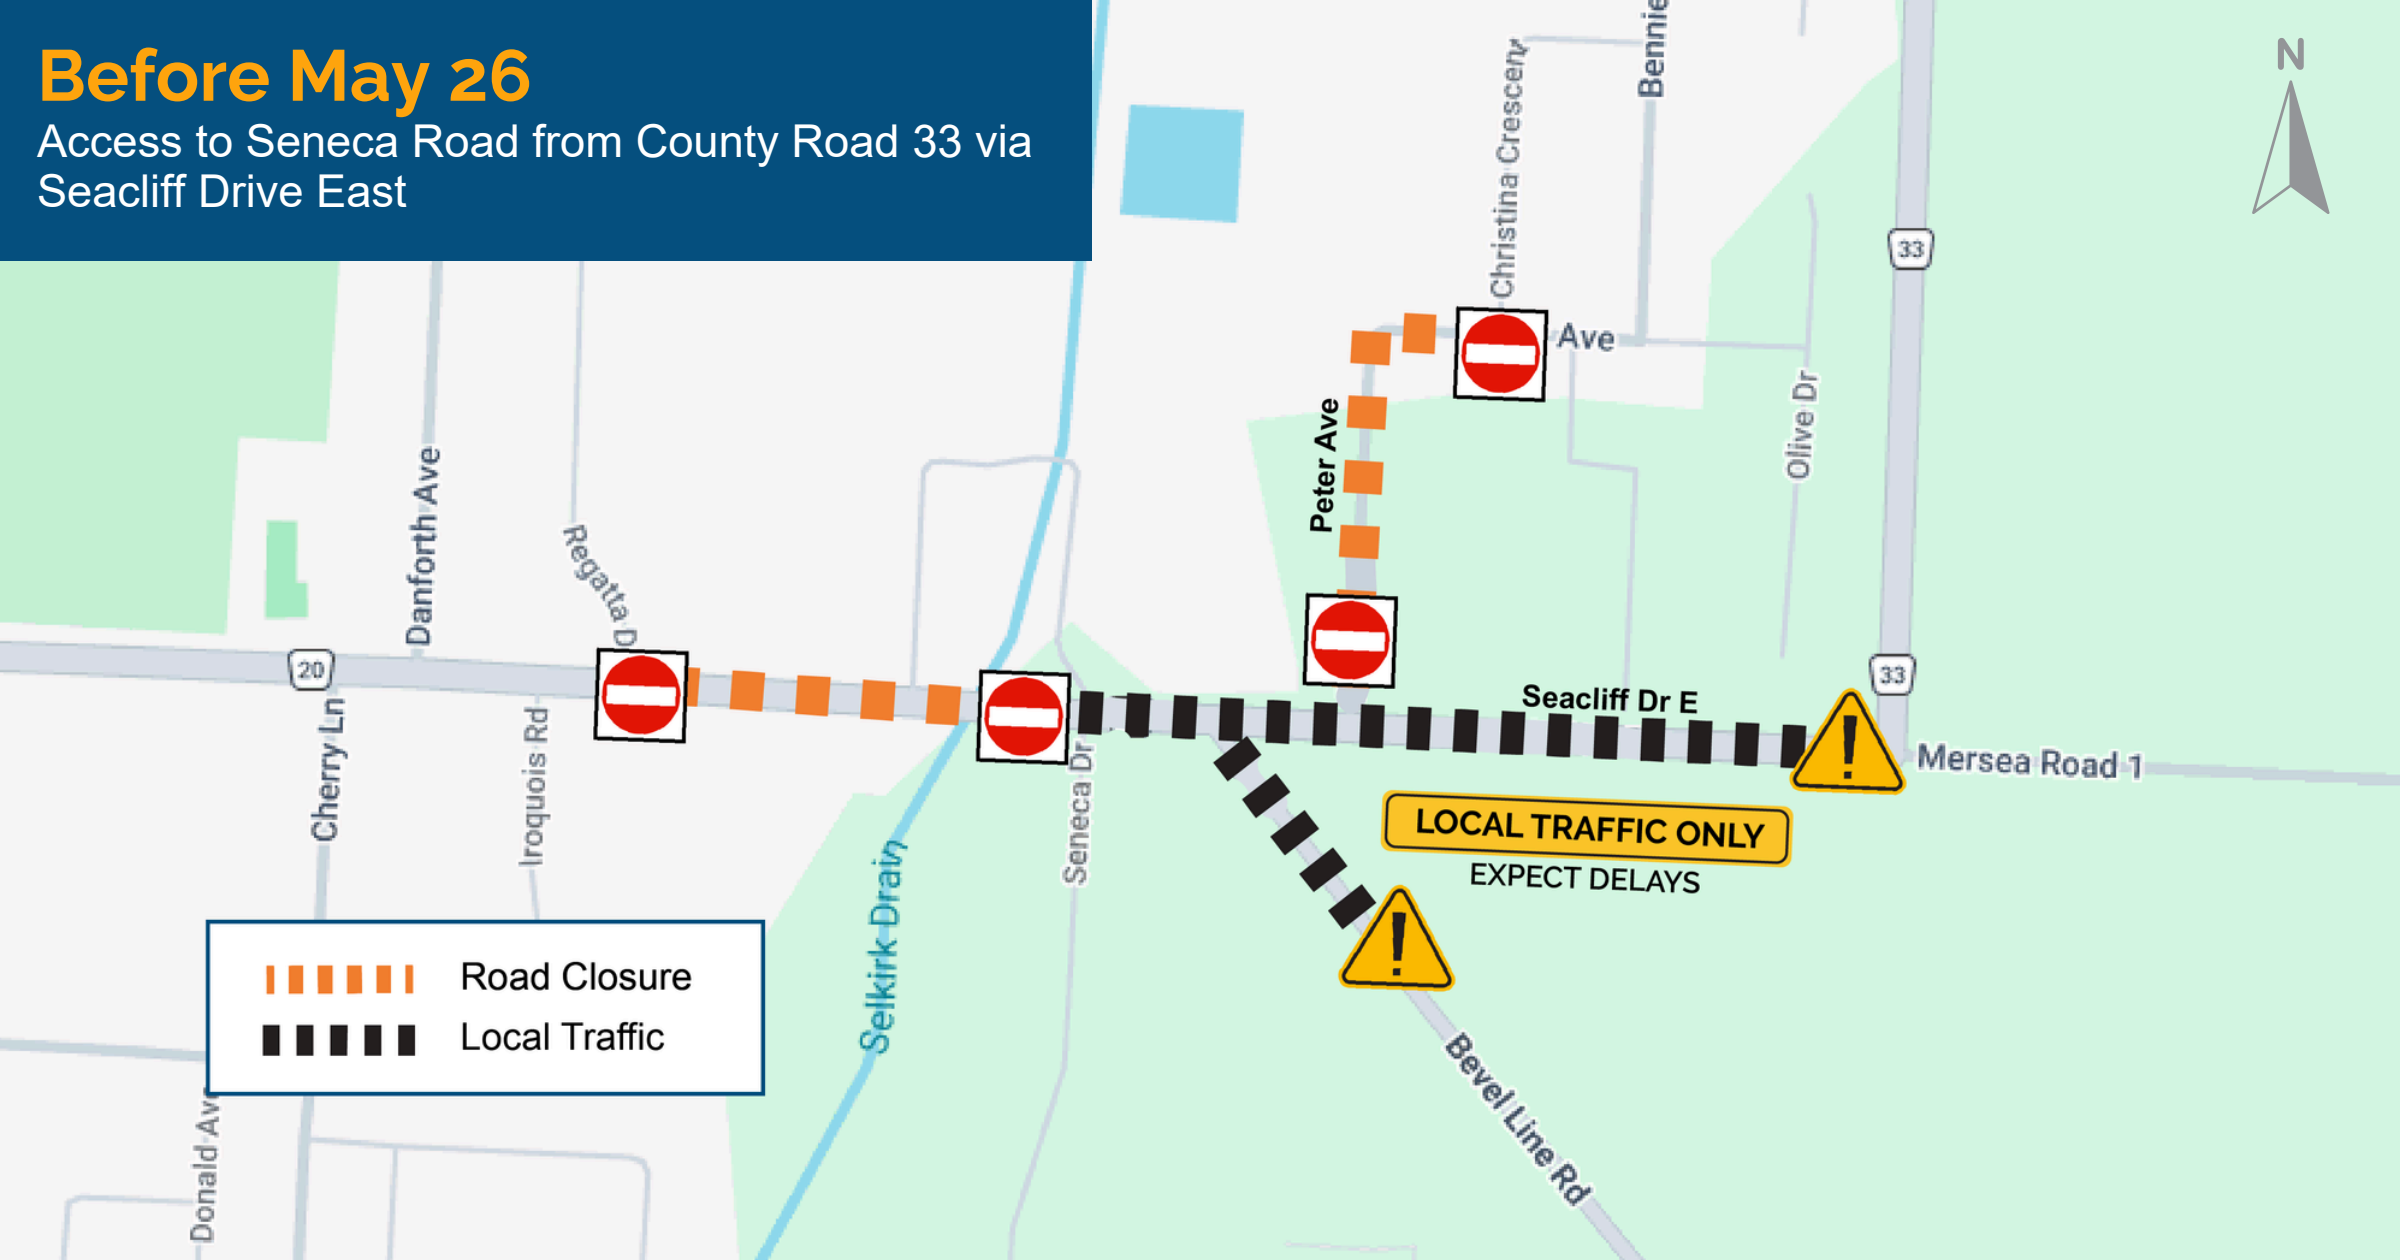 Before May 26
Access to Seneca Road from County Road 33 via
Seacliff Drive East
N
Bennie
Christina Crescent
33
Ave
Peter Ave
Olive Dr
Danforth Ave
Regatta D
20
33
Seacliff Dr E
Mersea Road 1
Cherry Ln
Iroquois Rd
Seneca Dr
LOCAL TRAFFIC ONLY
EXPECT DELAYS
Selkirk Drain
Road Closure
Local Traffic
Bevel Line Rd
Donald Ave